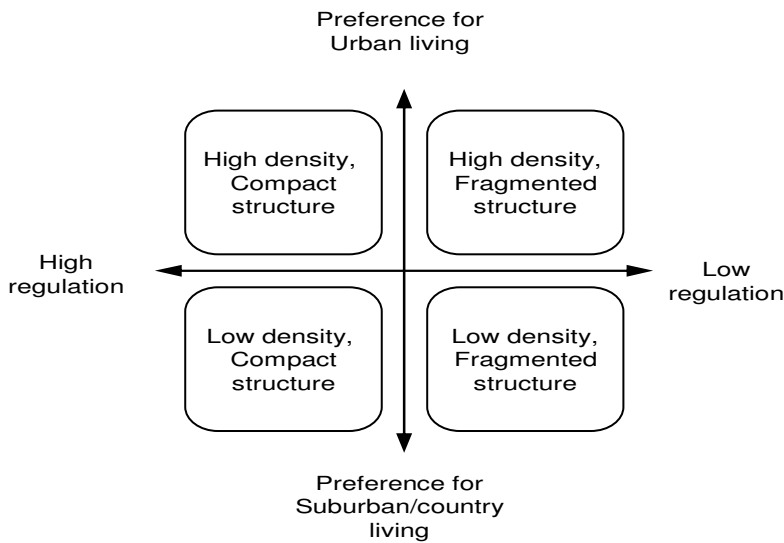 Preference for
Urban living
High density,
Compact
structure
High density,
Fragmented
structure
High
regulation
Low
regulation
Low density,
Compact
structure
Low density,
Fragmented
structure
Preference for
Suburban/country
living